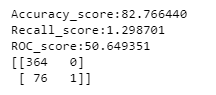 Accuracy_score:82.766440
Recall_score:1.298701
ROC_score:50.649351
[[364   0]
 [ 76   1]]